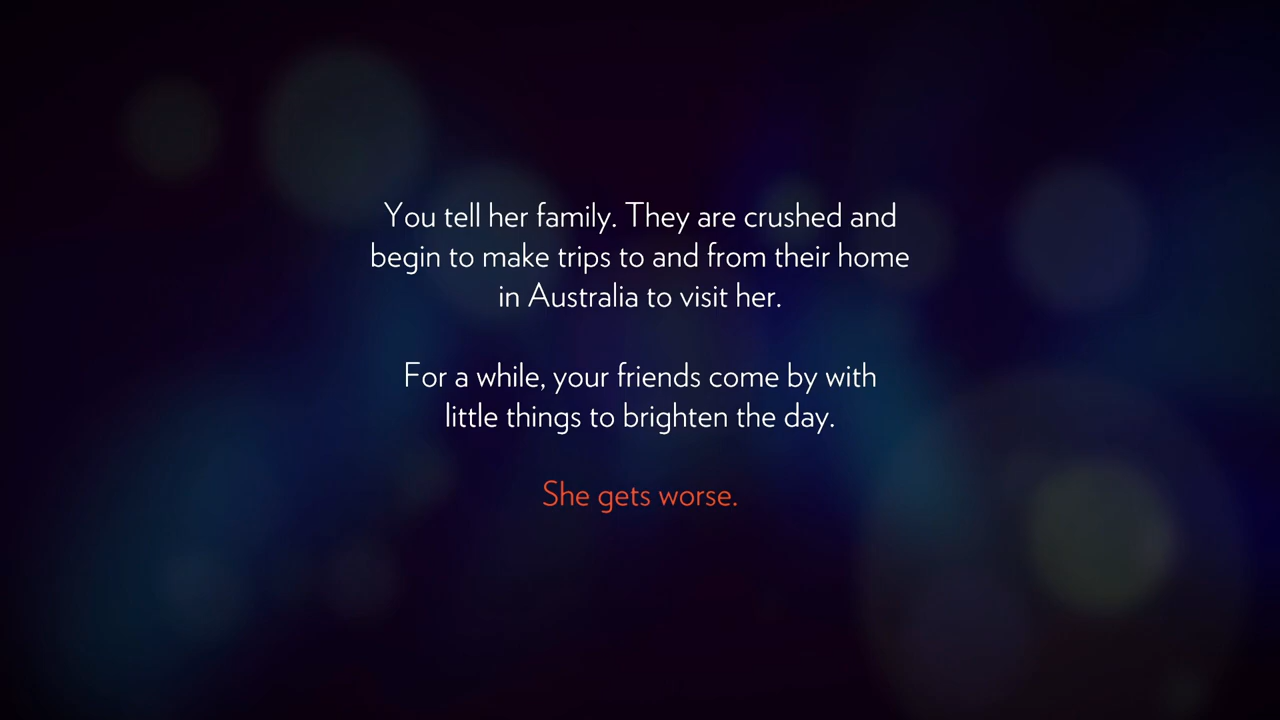 You tell her family. They are crushed and
begin to make trips to and from their home
in Australia to visit her.
For a while, your friends come by with
little things to brighten the day.
She gets worse.